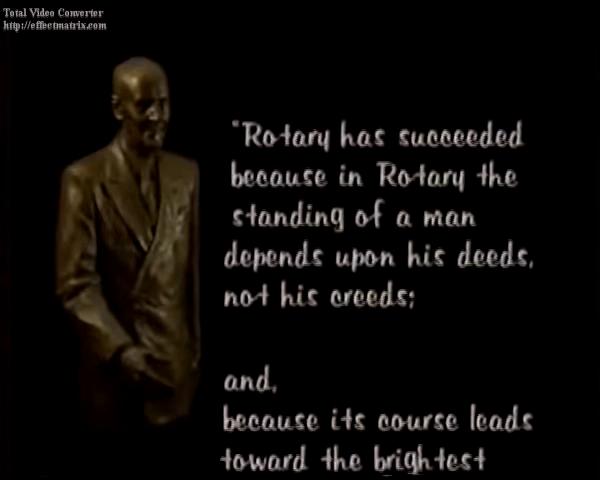 Total Video Converter
http://effectmatrix.com
"Rotary has succeeded
because in Rotary the
standing of a man
depends upon his deeds,
not his creeds;
and,
because its course leads
toward the brightest